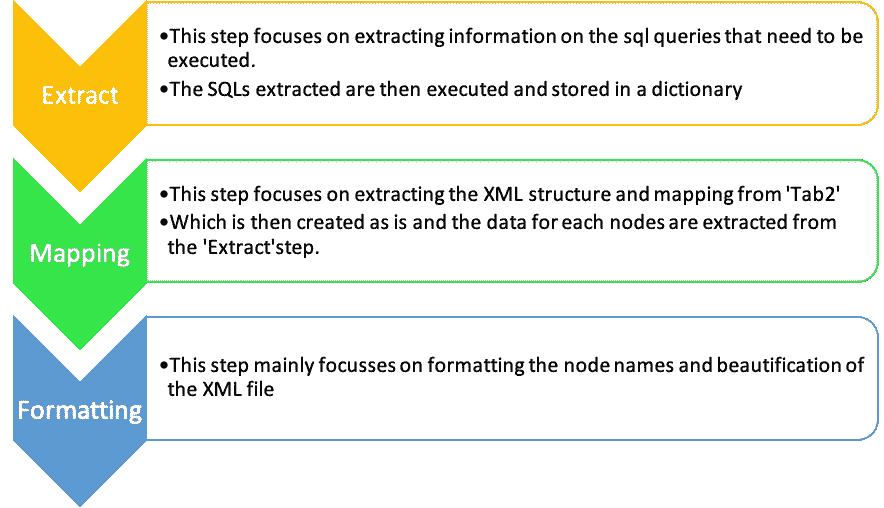 Extract
•This step focuses on extracting information on the sql queries that need to be
executed.
•The SQLs extracted are then executed and stored in a dictionary
Mapping
•This step focuses on extracting the XML structure and mapping from 'Tab2'
•Which is then created as is and the data for each nodes are extracted from
the 'Extract'step.
Formatting
•This step mainly focusses on formatting the node names and beautification of
the XML file